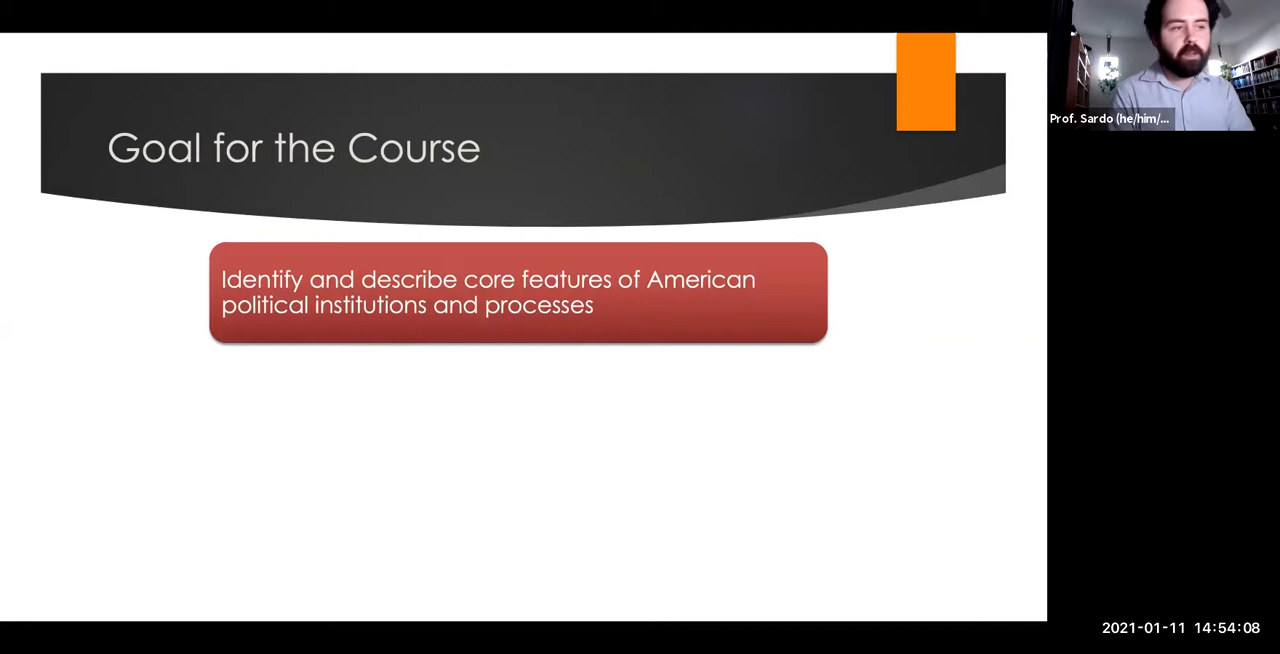 Goal for the Course
Prof. Sardo (he/him/...
Identify and describe core features of American
political institutions and processes
2021-01-11 14:54:08